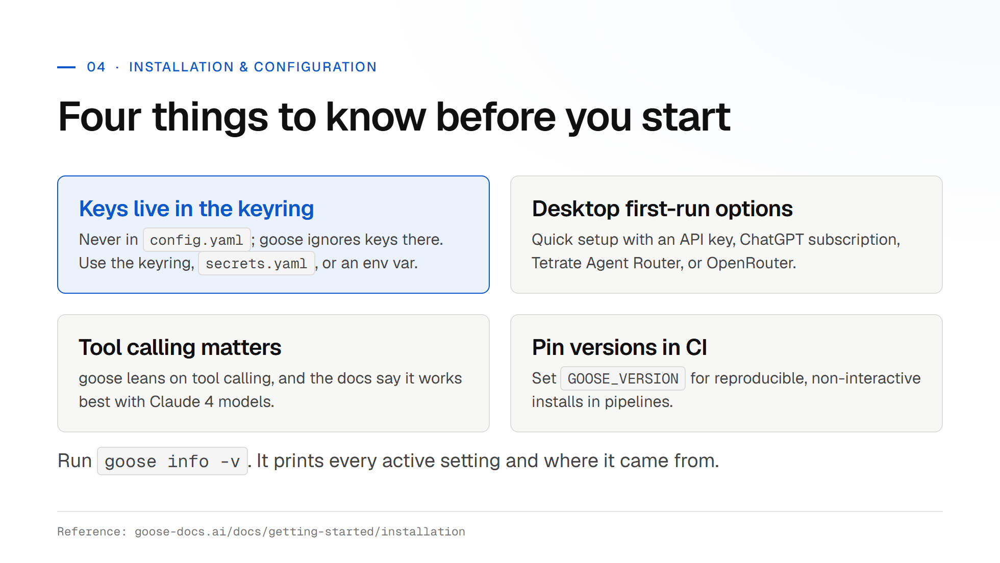 04 · INSTALLATION & CONFIGURATION
Four things to know before you start
Keys live in the keyring
Never in config.yaml; goose ignores keys there.
Use the keyring, secrets.yaml, or an env var.
Desktop first-run options
Quick setup with an API key, ChatGPT subscription,
Tetrate Agent Router, or OpenRouter.
Tool calling matters
goose leans on tool calling, and the docs say it works
best with Claude 4 models.
Pin versions in CI
Set GOOSE_VERSION for reproducible, non-interactive
installs in pipelines.
Run goose info -v. It prints every active setting and where it came from.
Reference: goose-docs.ai/docs/getting-started/installation